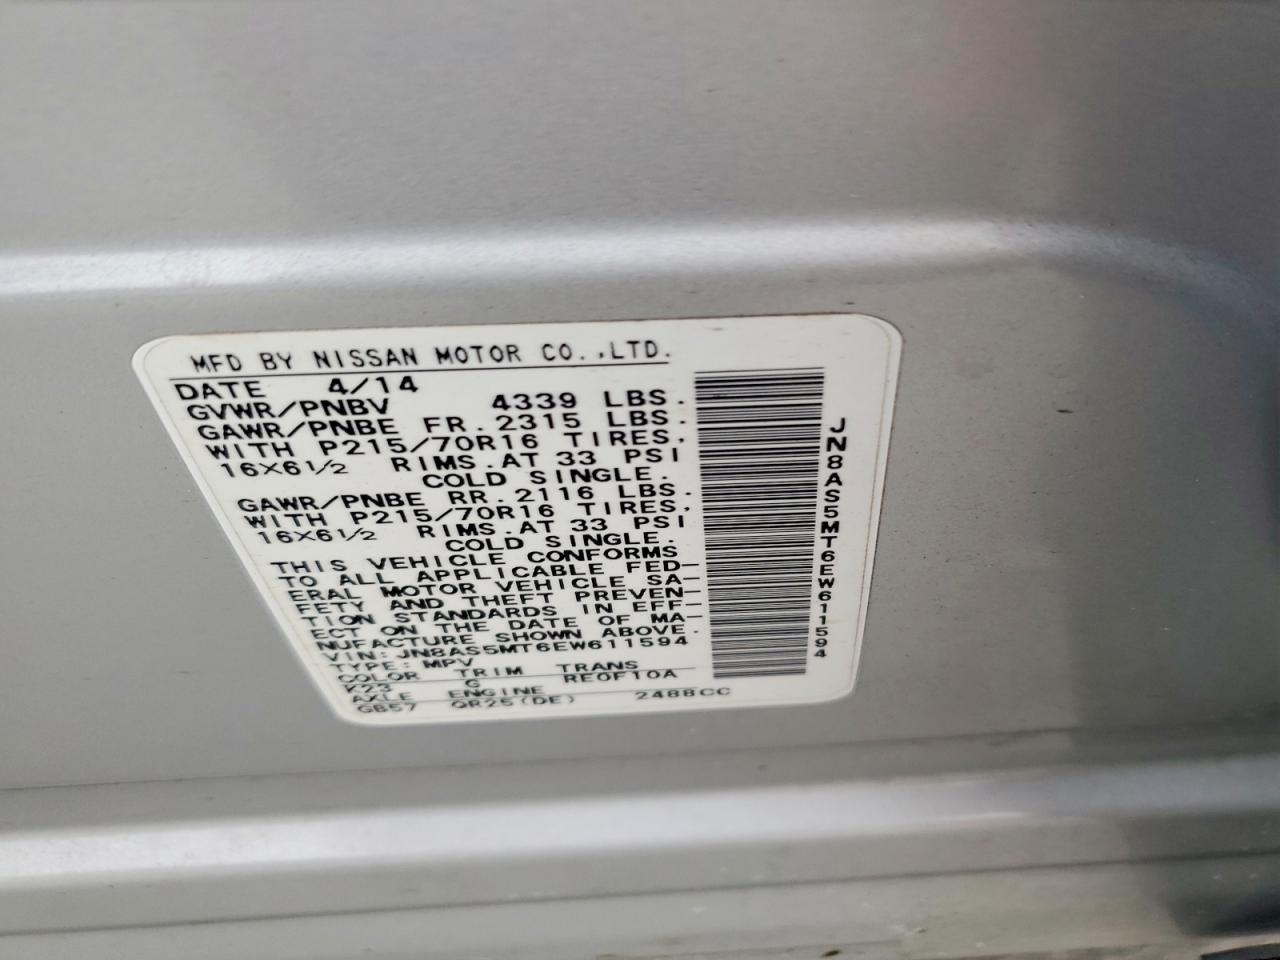 MFD BY NISSAN MOTOR CO.,LTD.
DATE 4/14
GVWR/PNBV 4339 LBS.
GAWR/PNBE FR. 2315 LBS.
WITH P215/70R16 TIRES,
16X6½ RIMS.AT 33 PSI
COLD SINGLE.
GAWR/PNBE RR. 2116 LBS.
WITH P215/70R16 TIRES,
16X6½ RIMS.AT 33 PSI
COLD SINGLE.
THIS VEHICLE CONFORMS
TO ALL APPLICABLE FED-
ERAL MOTOR VEHICLE SA-
FETY AND THEFT PREVEN-
TION STANDARDS IN EFF-
ECT ON THE DATE OF MA-
NUFACTURE SHOWN ABOVE.
VIN: JN8AS5MT6EW611594
TYPE: MPV
COLOR TRIM TRANS
K23 G RE0F10A
AXLE ENGINE
GB57 QR25(DE) 2488CC
JN8AS5MT6EW611594